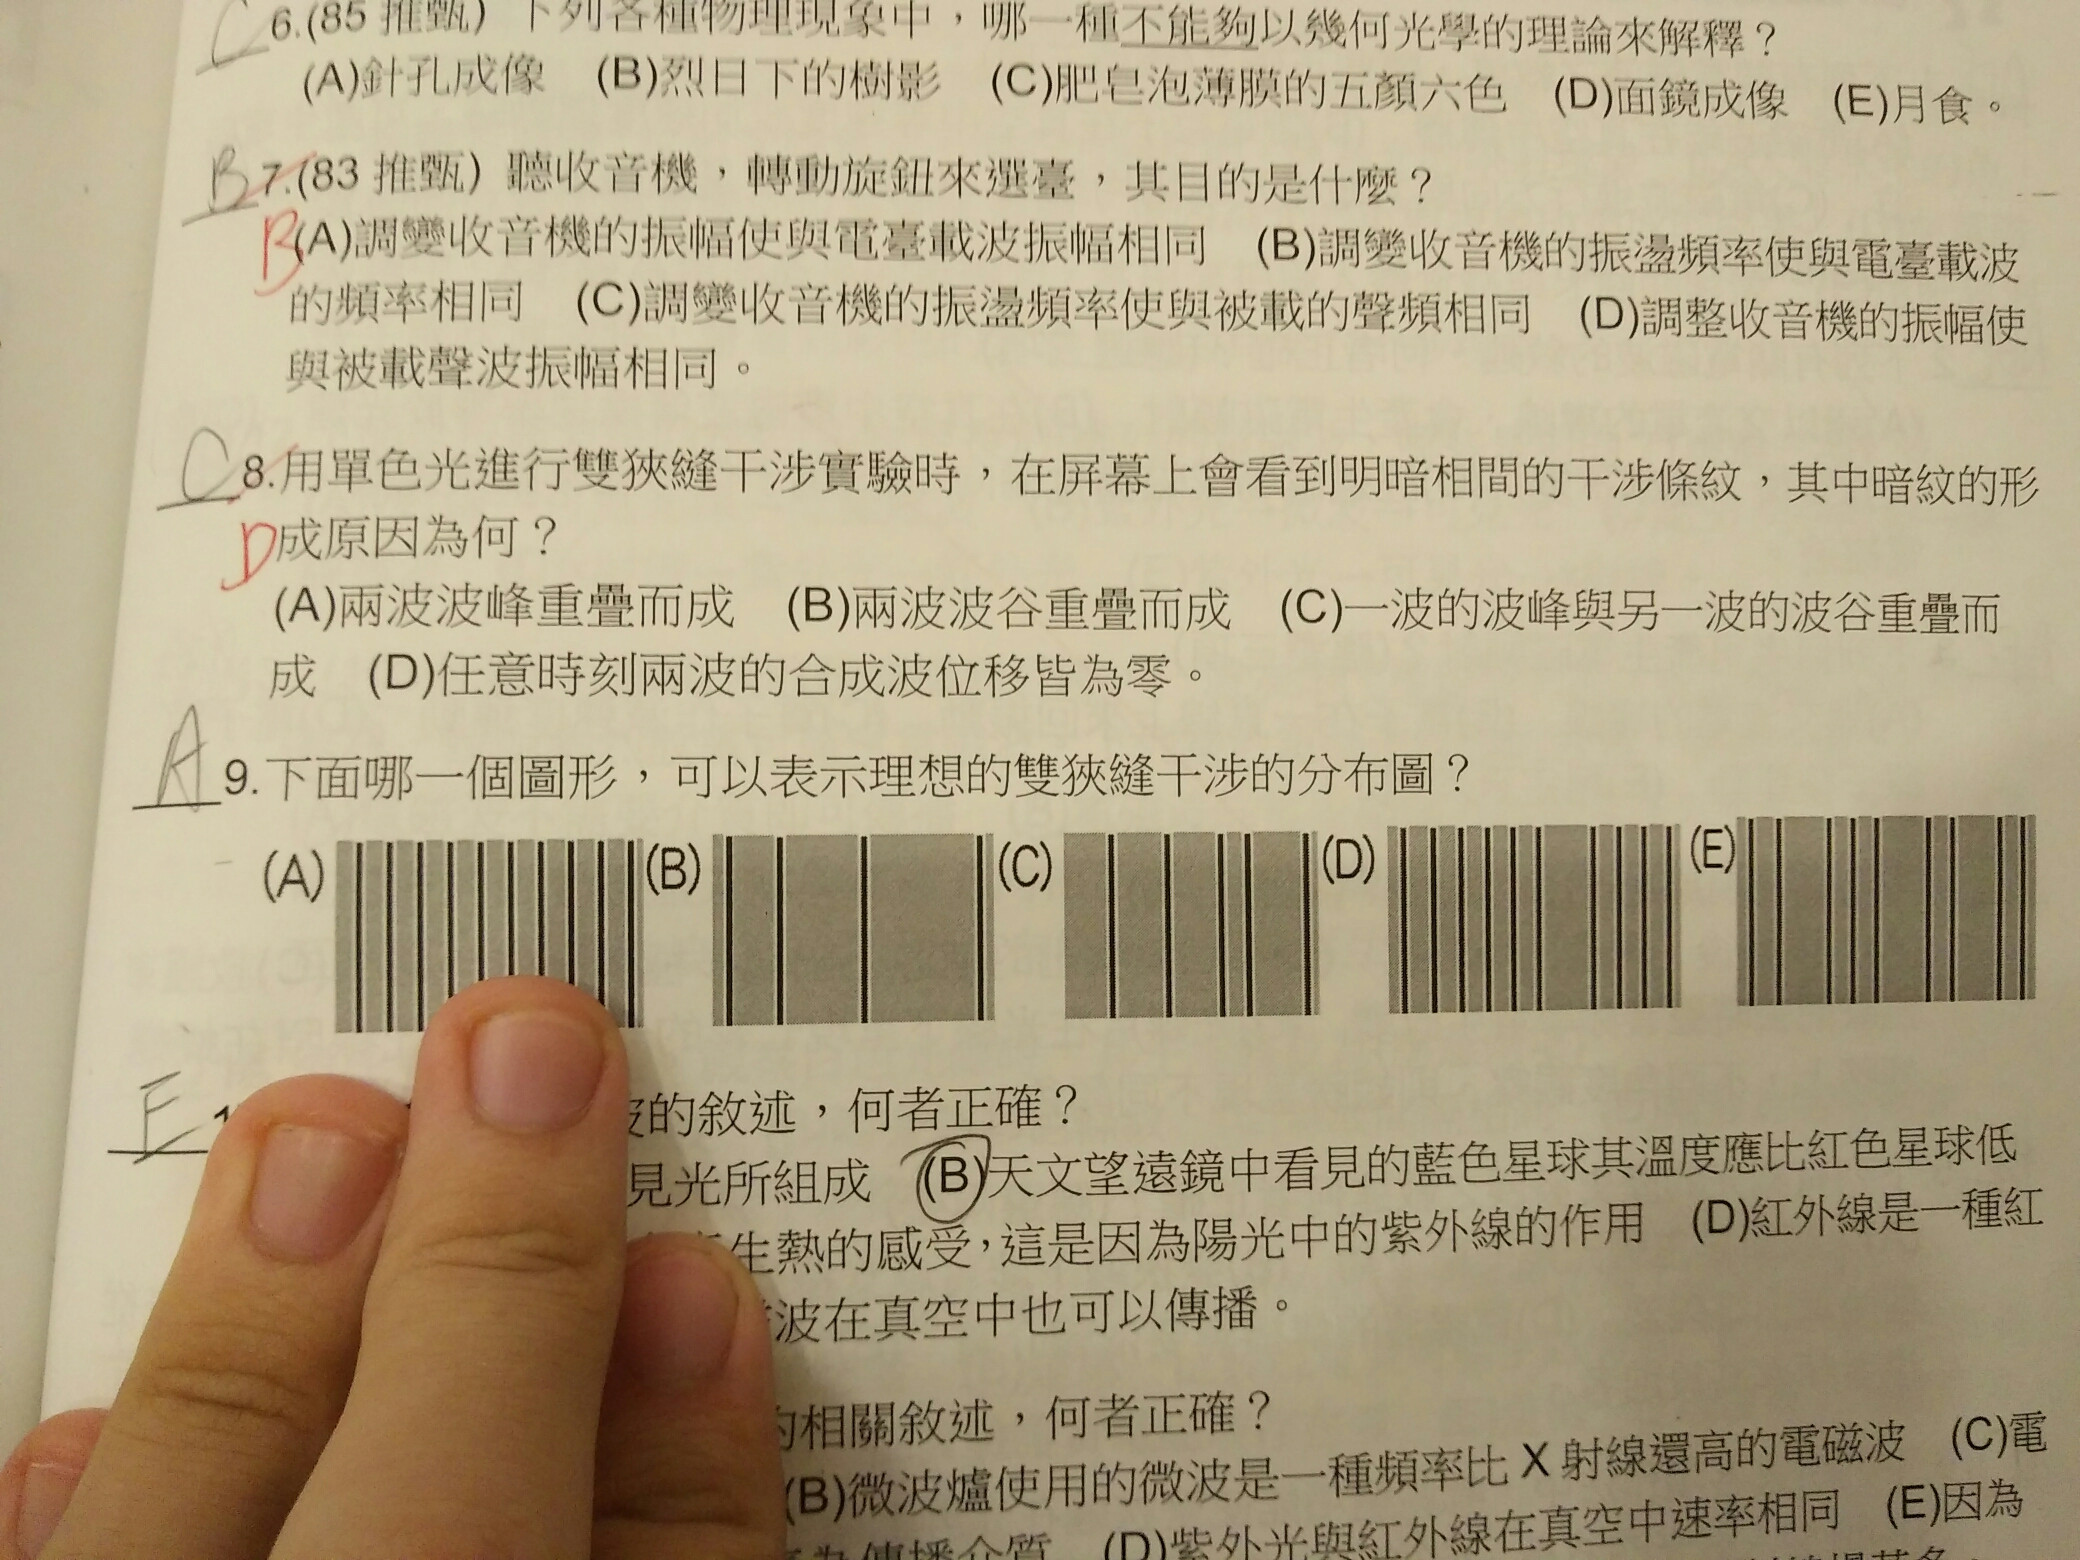 C 6.(85 推甄) 下列各種物理現象中，哪一種不能夠以幾何光學的理論來解釋？
(A)針孔成像 (B)烈日下的樹影 (C)肥皂泡薄膜的五顏六色 (D)面鏡成像 (E)月食。
B 7.(83 推甄) 聽收音機，轉動旋鈕來選臺，其目的是什麼？
B (A)調變收音機的振幅使與電臺載波振幅相同 (B)調變收音機的振盪頻率使與電臺載波
的頻率相同 (C)調變收音機的振盪頻率使與被載的聲頻相同 (D)調整收音機的振幅使
與被載聲波振幅相同。
C 8.用單色光進行雙狹縫干涉實驗時，在屏幕上會看到明暗相間的干涉條紋，其中暗紋的形
D 成原因為何？
(A)兩波波峰重疊而成 (B)兩波波谷重疊而成 (C)一波的波峰與另一波的波谷重疊而
成 (D)任意時刻兩波的合成波位移皆為零。
A 9.下面哪一個圖形，可以表示理想的雙狹縫干涉的分布圖？
(A) (B) (C) (D) (E)
E 1 的敘述，何者正確？
見光所組成 (B)天文望遠鏡中看見的藍色星球其溫度應比紅色星球低
生熱的感受，這是因為陽光中的紫外線的作用 (D)紅外線是一種紅
波在真空中也可以傳播。
的相關敘述，何者正確？
(B)微波爐使用的微波是一種頻率比 X 射線還高的電磁波 (C)電
為傳播介質 (D)紫外光與紅外線在真空中速率相同 (E)因為